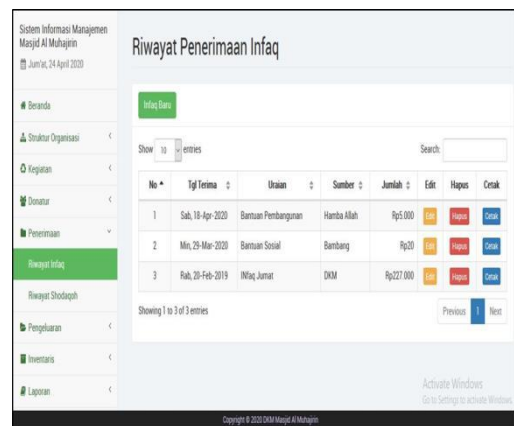 Sistem Informasi Manajemen
Masjid Al Muhajirin
Jum'at, 24 April 2020
Beranda
Struktur Organisasi
Kegiatan
Donatur
Penerimaan
Riwayat Infaq
Riwayat Shodaqoh
Pengeluaran
Inventaris
Laporan
Riwayat Penerimaan Infaq
Infaq Baru
Show 10 entries
Search:
No Tgl Terima Uraian Sumber Jumlah Edit Hapus Cetak
1 Sab, 18-Apr-2020 Bantuan Pembangunan Hamba Allah Rp5.000 Edit Hapus Cetak
2 Min, 29-Mar-2020 Bantuan Sosial Bambang Rp20 Edit Hapus Cetak
3 Rab, 20-Feb-2019 INfaq Jumat DKM Rp227.000 Edit Hapus Cetak
Showing 1 to 3 of 3 entries
Previous 1 Next
Activate Windows
Go to Settings to activate Windows.
Copyright © 2020 DKM Masjid Al Muhajirin